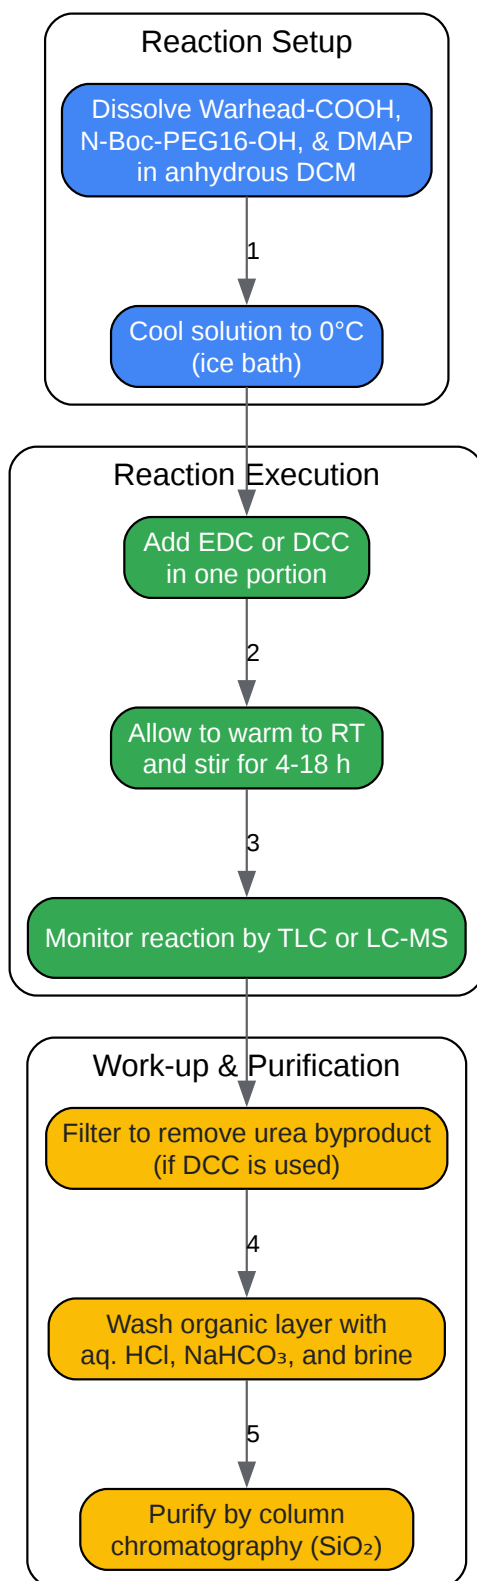 Reaction Setup
Dissolve Warhead-COOH,
N-Boc-PEG16-OH, & DMAP
in anhydrous DCM
1
Cool solution to 0°C
(ice bath)
Reaction Execution
Add EDC or DCC
in one portion
2
Allow to warm to RT
and stir for 4-18 h
3
Monitor reaction by TLC or LC-MS
Work-up & Purification
Filter to remove urea byproduct
(if DCC is used)
4
Wash organic layer with
aq. HCl, NaHCO₃, and brine
5
Purify by column
chromatography (SiO₂)